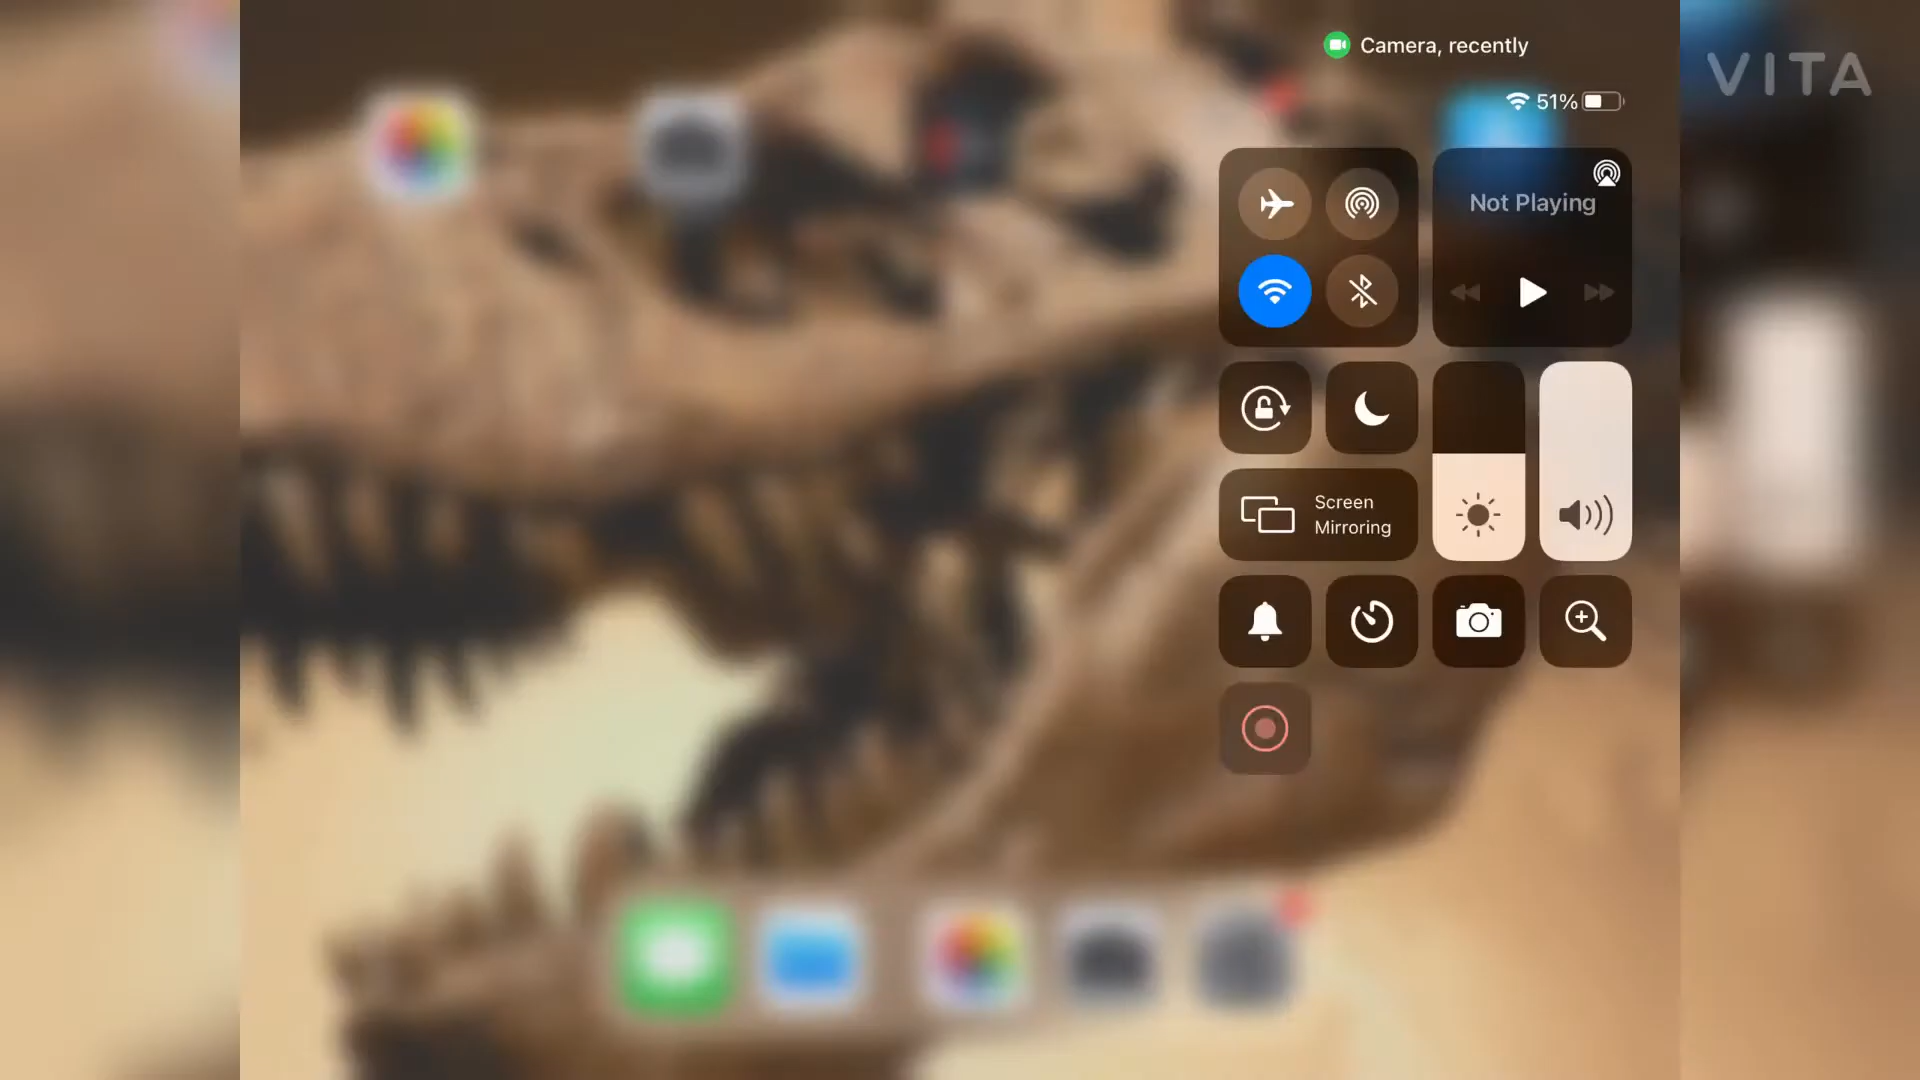 Camera, recently
VITA
51%
Not Playing
Screen
Mirroring